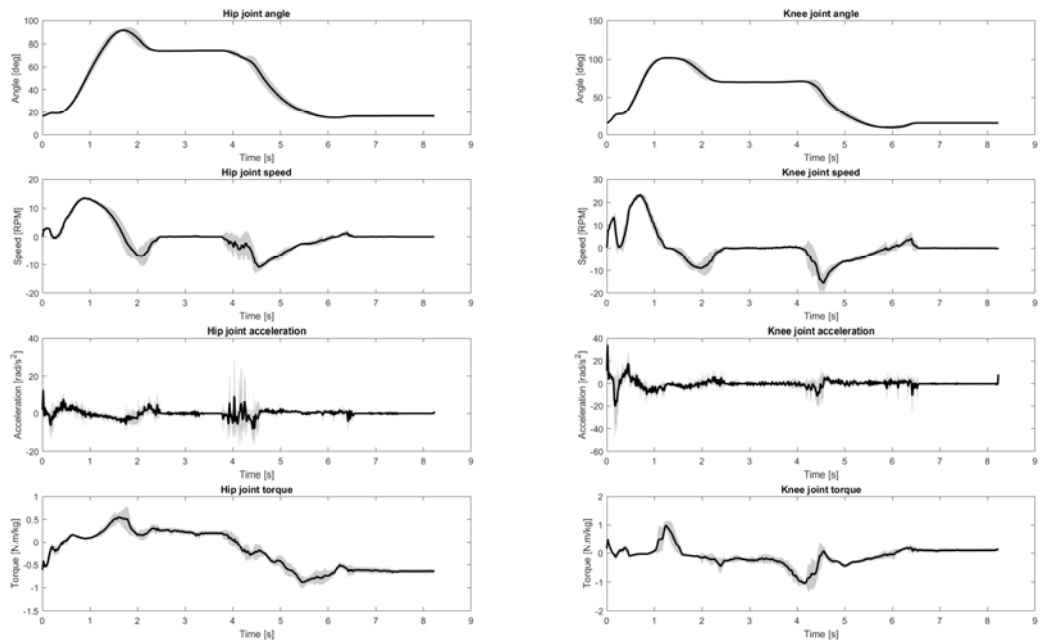 Hip joint angle
Angle [deg]
100
80
60
40
20
0
0 1 2 3 4 5 6 7 8 9
Time [s]
Hip joint speed
Speed [RPM]
20
10
0
-10
-20
0 1 2 3 4 5 6 7 8 9
Time [s]
Hip joint acceleration
Acceleration [rad/s²]
40
20
0
-20
0 1 2 3 4 5 6 7 8 9
Time [s]
Hip joint torque
Torque [N.m/kg]
1
0.5
0
-0.5
-1
-1.5
0 1 2 3 4 5 6 7 8 9
Time [s]
Knee joint angle
Angle [deg]
150
100
50
0
0 1 2 3 4 5 6 7 8 9
Time [s]
Knee joint speed
Speed [RPM]
30
20
10
0
-10
-20
0 1 2 3 4 5 6 7 8 9
Time [s]
Knee joint acceleration
Acceleration [rad/s²]
40
20
0
-20
-40
-60
0 1 2 3 4 5 6 7 8 9
Time [s]
Knee joint torque
Torque [N.m/kg]
2
1
0
-1
-2
0 1 2 3 4 5 6 7 8 9
Time [s]